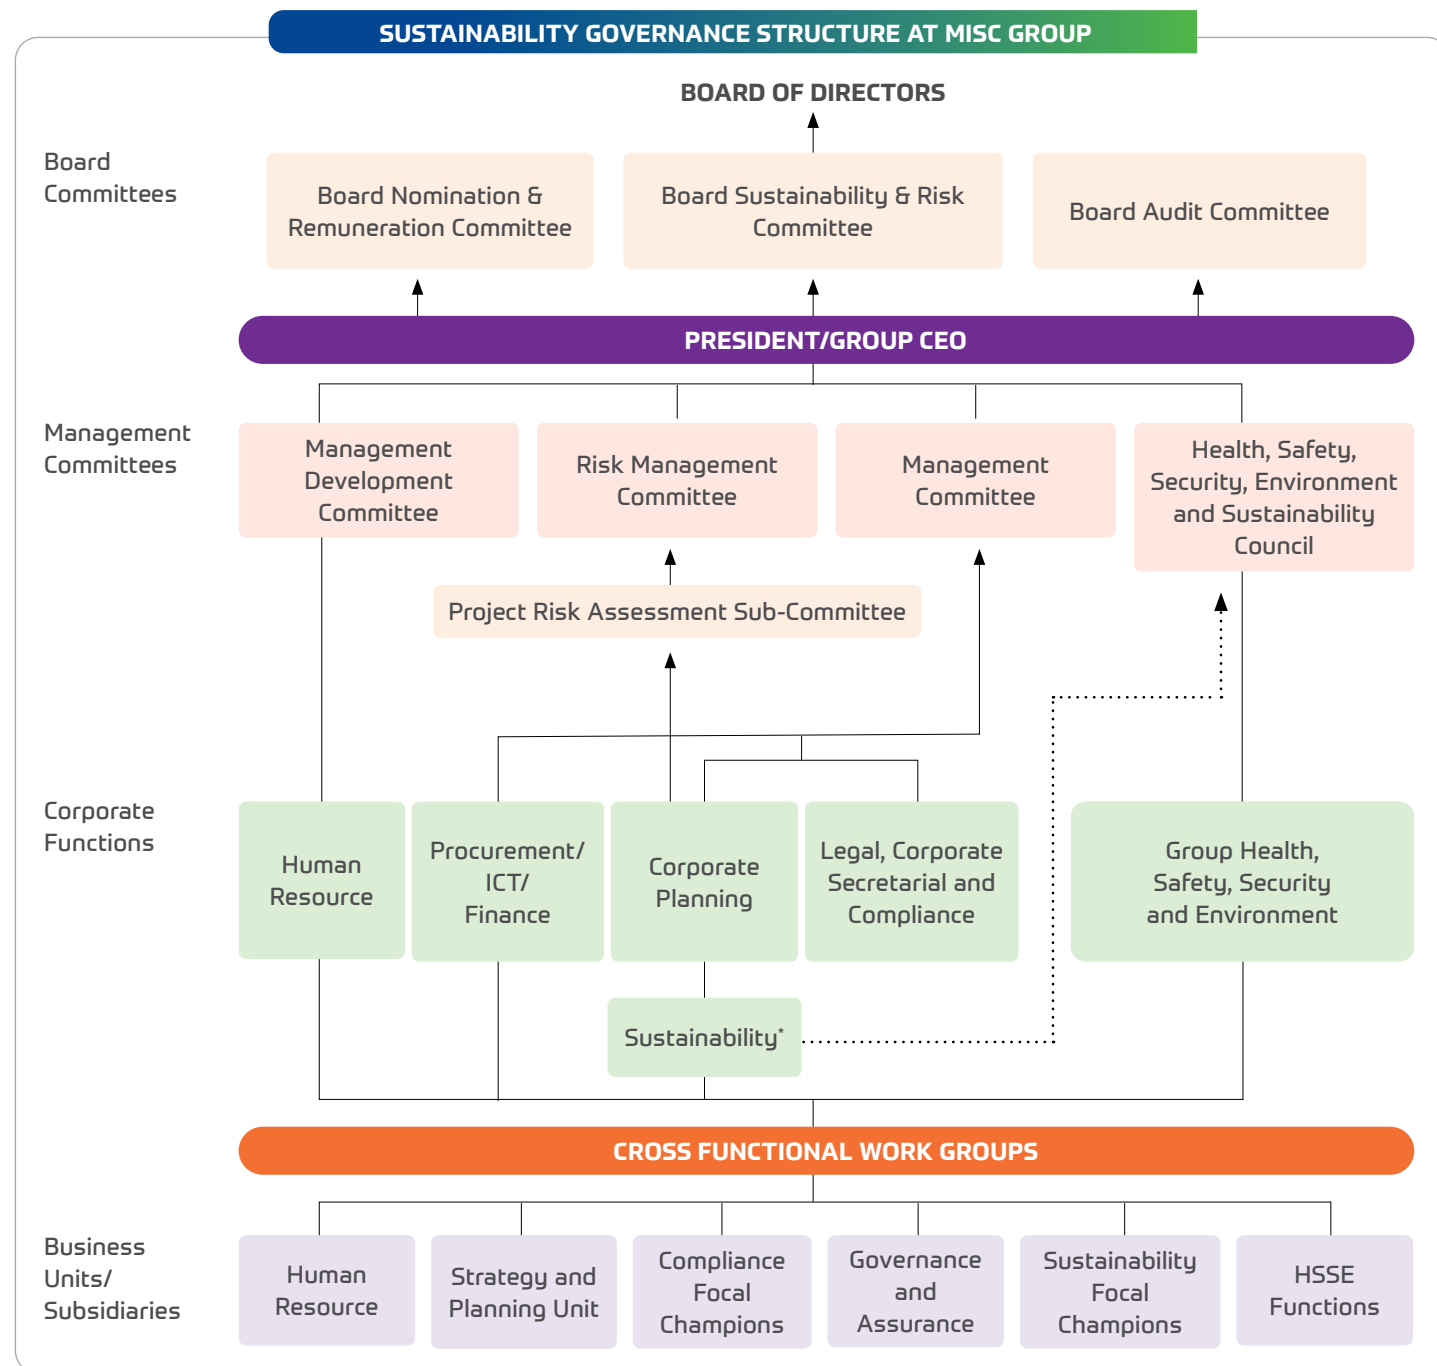 SUSTAINABILITY GOVERNANCE STRUCTURE AT MISC GROUP
BOARD OF DIRECTORS
Board
Committees
Board Nomination &
Remuneration Committee
Board Sustainability & Risk
Committee
Board Audit Committee
PRESIDENT/GROUP CEO
Management
Committees
Management
Development
Committee
Risk Management
Committee
Management
Committee
Health, Safety,
Security, Environment
and Sustainability
Council
Project Risk Assessment Sub-Committee
Corporate
Functions
Human
Resource
Procurement/
ICT/
Finance
Corporate
Planning
Legal, Corporate
Secretarial and
Compliance
Group Health,
Safety, Security
and Environment
Sustainability*
CROSS FUNCTIONAL WORK GROUPS
Business
Units/
Subsidiaries
Human
Resource
Strategy and
Planning Unit
Compliance
Focal
Champions
Governance
and
Assurance
Sustainability
Focal
Champions
HSSE
Functions